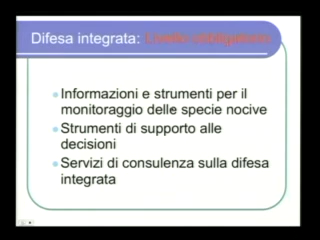 Difesa integrata: Livello obbligatorio
Informazioni e strumenti per il
monitoraggio delle specie nocive
Strumenti di supporto alle
decisioni
Servizi di consulenza sulla difesa
integrata